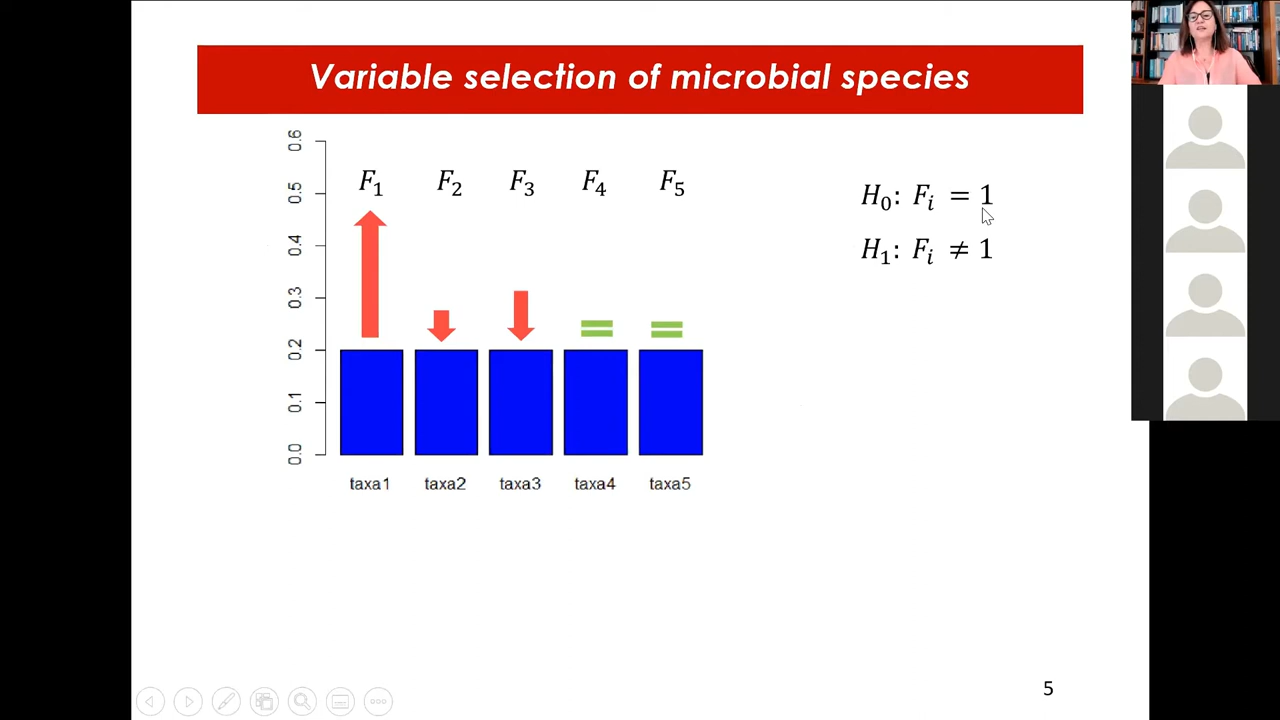 Variable selection of microbial species
0.6
0.5
0.4
0.3
0.2
0.1
0.0
F₁ F₂ F₃ F₄ F₅
taxa1 taxa2 taxa3 taxa4 taxa5
H₀: Fᵢ = 1
H₁: Fᵢ ≠ 1
5